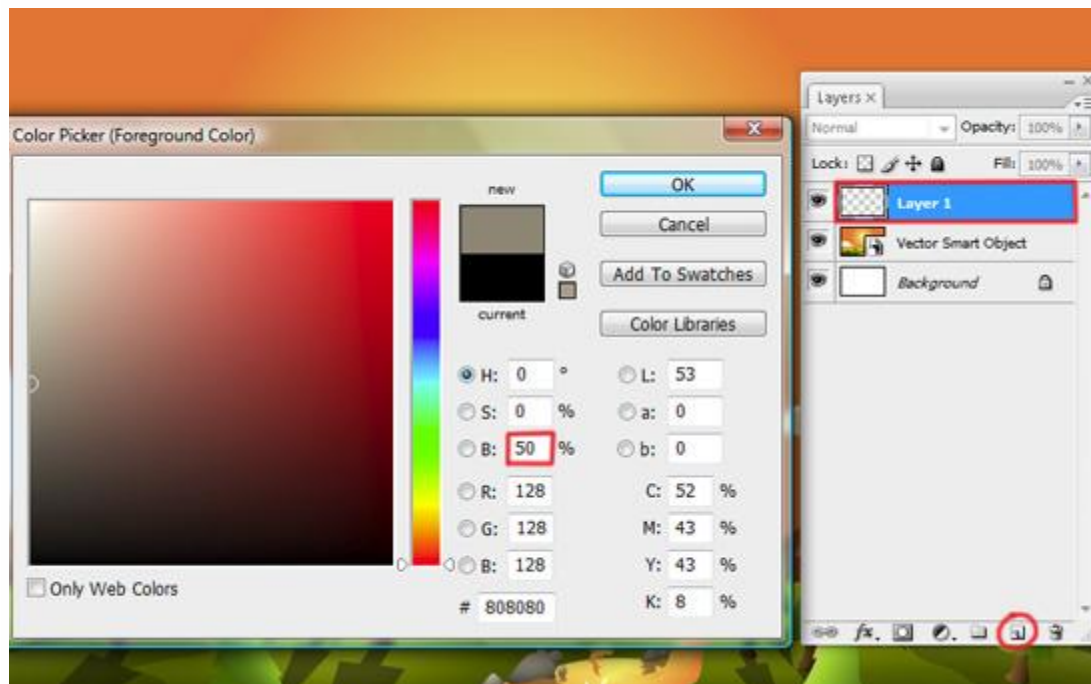 Color Picker (Foreground Color)
new
current
OK
Cancel
Add To Swatches
Color Libraries
H: 0 °
S: 0 %
B: 50 %
R: 128
G: 128
B: 128
# 808080
L: 53
a: 0
b: 0
C: 52 %
M: 43 %
Y: 43 %
K: 8 %
Only Web Colors
Layers ×
Normal Opacity: 100%
Lock: Fill: 100%
Layer 1
Vector Smart Object
Background
fx.